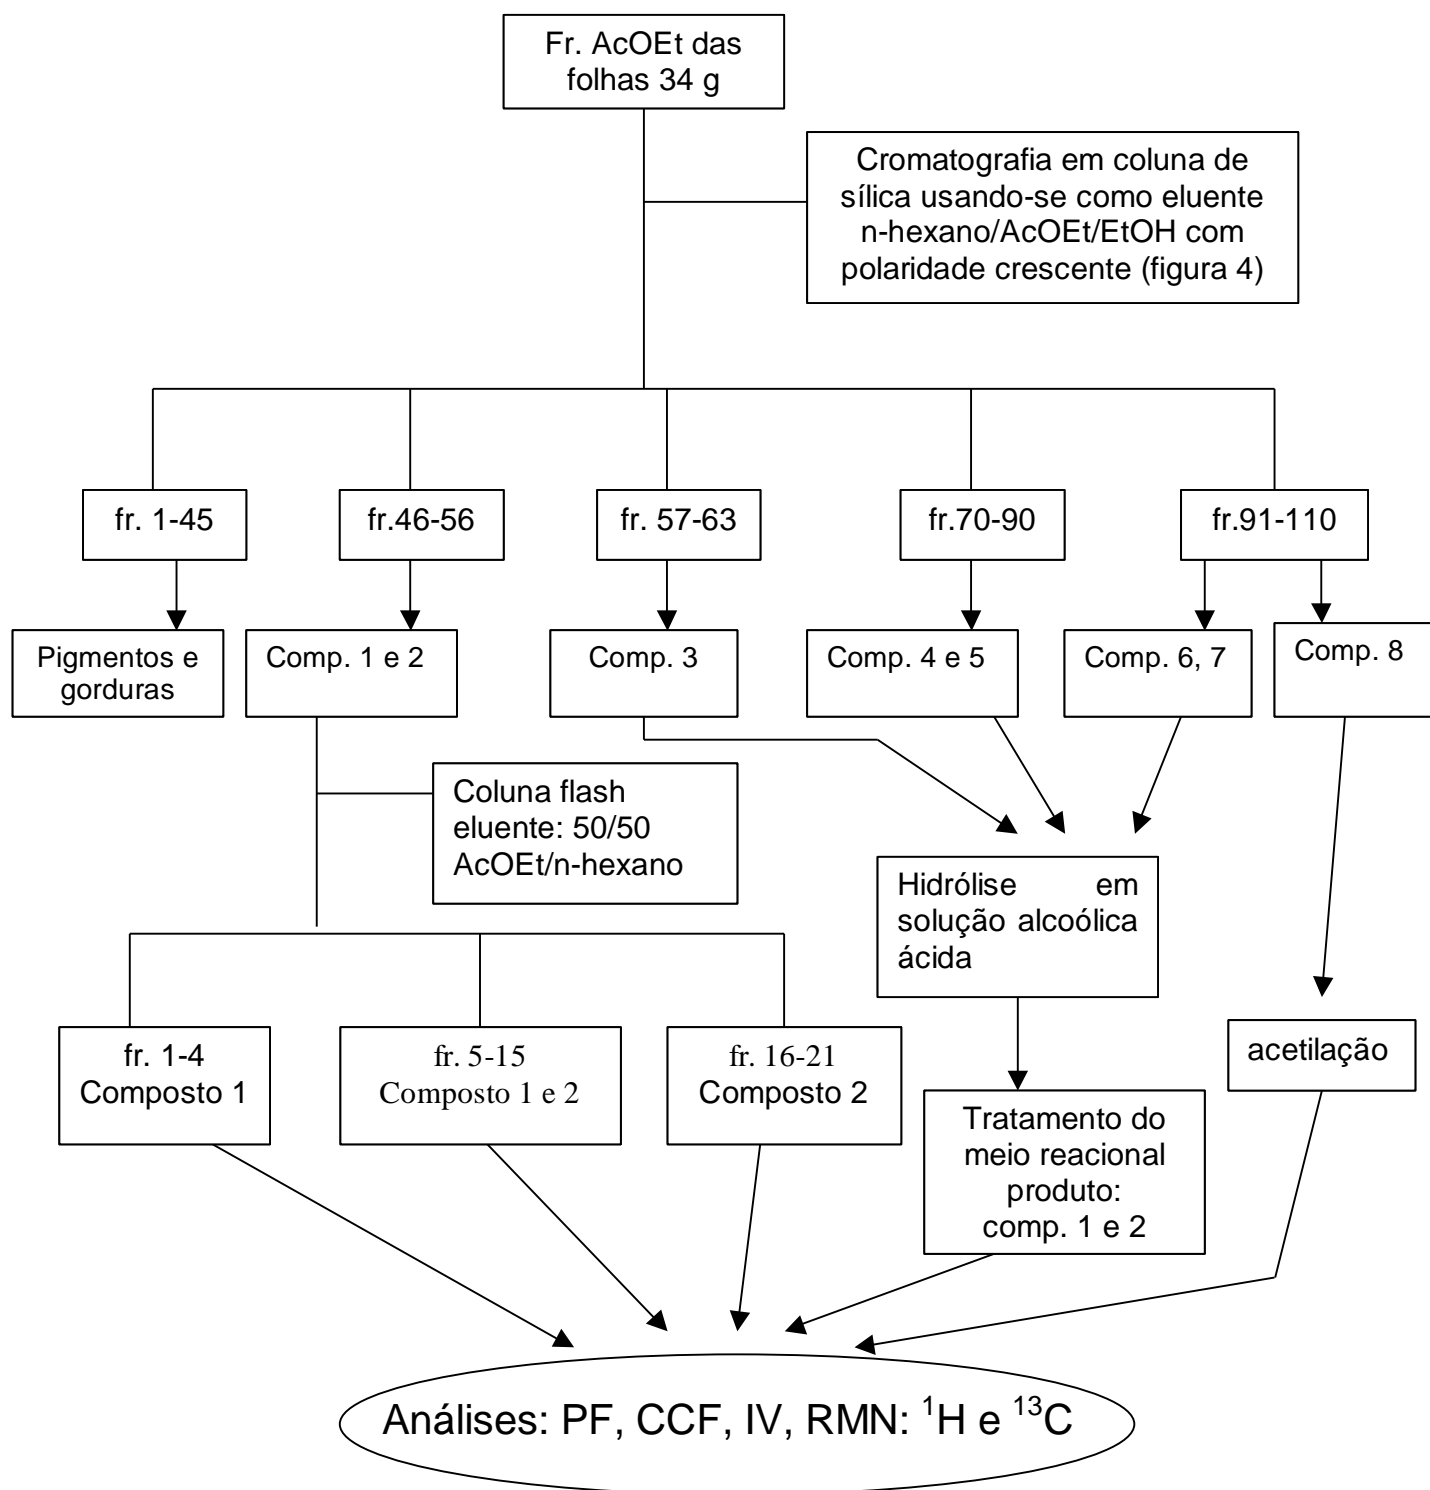 Fr. AcOEt das
folhas 34 g
Cromatografia em coluna de
sílica usando-se como eluente
n-hexano/AcOEt/EtOH com
polaridade crescente (figura 4)
fr. 1-45
fr.46-56
fr. 57-63
fr.70-90
fr.91-110
Pigmentos e
gorduras
Comp. 1 e 2
Comp. 3
Comp. 4 e 5
Comp. 6, 7
Comp. 8
Coluna flash
eluente: 50/50
AcOEt/n-hexano
Hidrólise em
solução alcoólica
ácida
fr. 1-4
Composto 1
fr. 5-15
Composto 1 e 2
fr. 16-21
Composto 2
acetilação
Tratamento do
meio reacional
produto:
comp. 1 e 2
Análises: PF, CCF, IV, RMN: ¹H e ¹³C